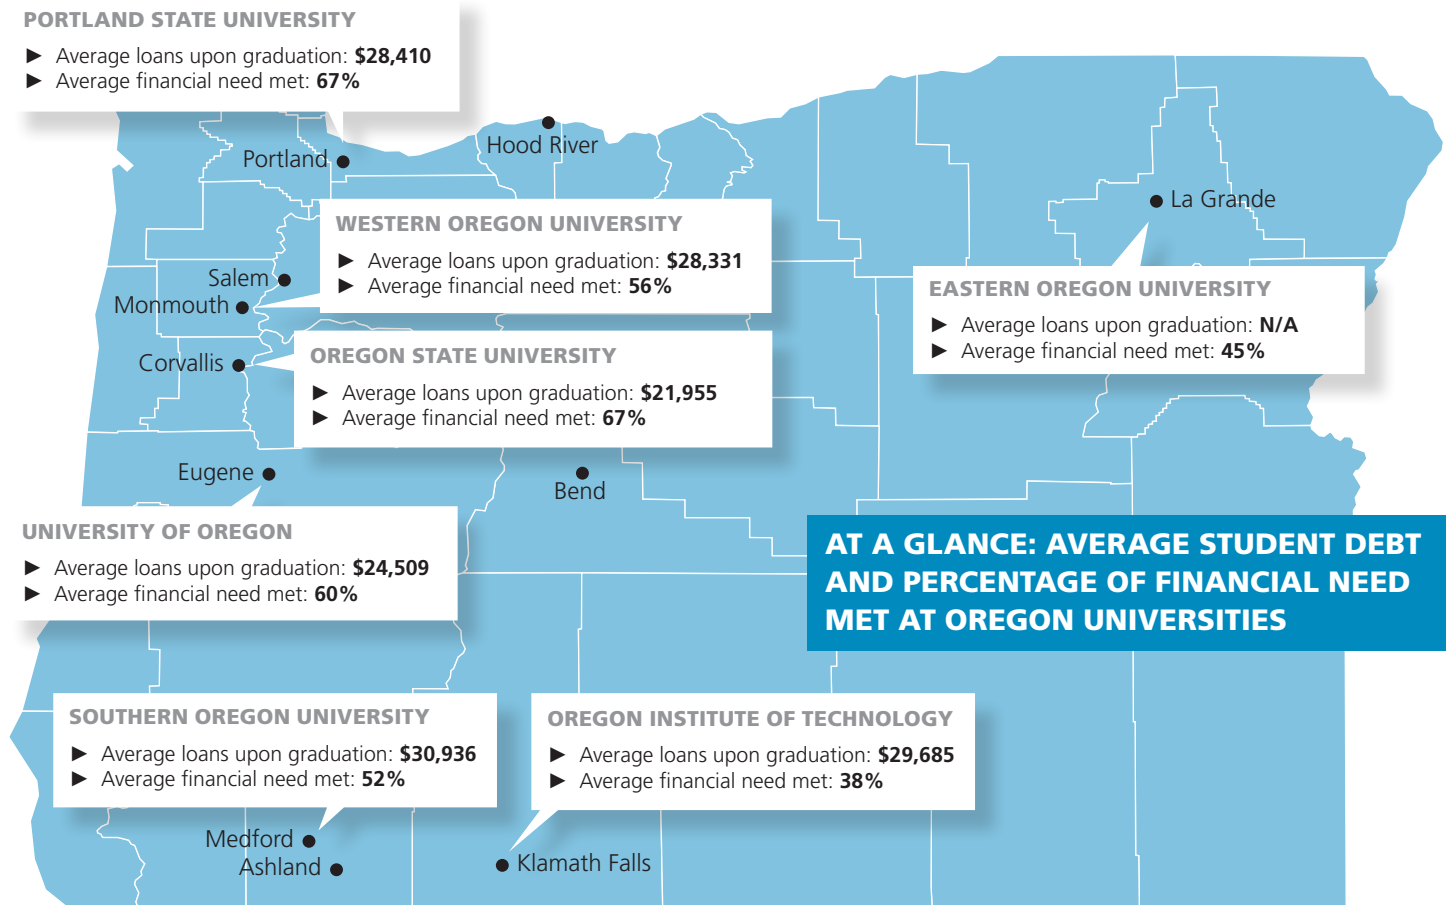 PORTLAND STATE UNIVERSITY
► Average loans upon graduation: $28,410
► Average financial need met: 67%
Hood River
Portland
La Grande
WESTERN OREGON UNIVERSITY
► Average loans upon graduation: $28,331
► Average financial need met: 56%
Salem
Monmouth
EASTERN OREGON UNIVERSITY
► Average loans upon graduation: N/A
► Average financial need met: 45%
Corvallis
OREGON STATE UNIVERSITY
► Average loans upon graduation: $21,955
► Average financial need met: 67%
Eugene
Bend
UNIVERSITY OF OREGON
► Average loans upon graduation: $24,509
► Average financial need met: 60%
AT A GLANCE: AVERAGE STUDENT DEBT
AND PERCENTAGE OF FINANCIAL NEED
MET AT OREGON UNIVERSITIES
SOUTHERN OREGON UNIVERSITY
► Average loans upon graduation: $30,936
► Average financial need met: 52%
OREGON INSTITUTE OF TECHNOLOGY
► Average loans upon graduation: $29,685
► Average financial need met: 38%
Medford
Ashland
Klamath Falls